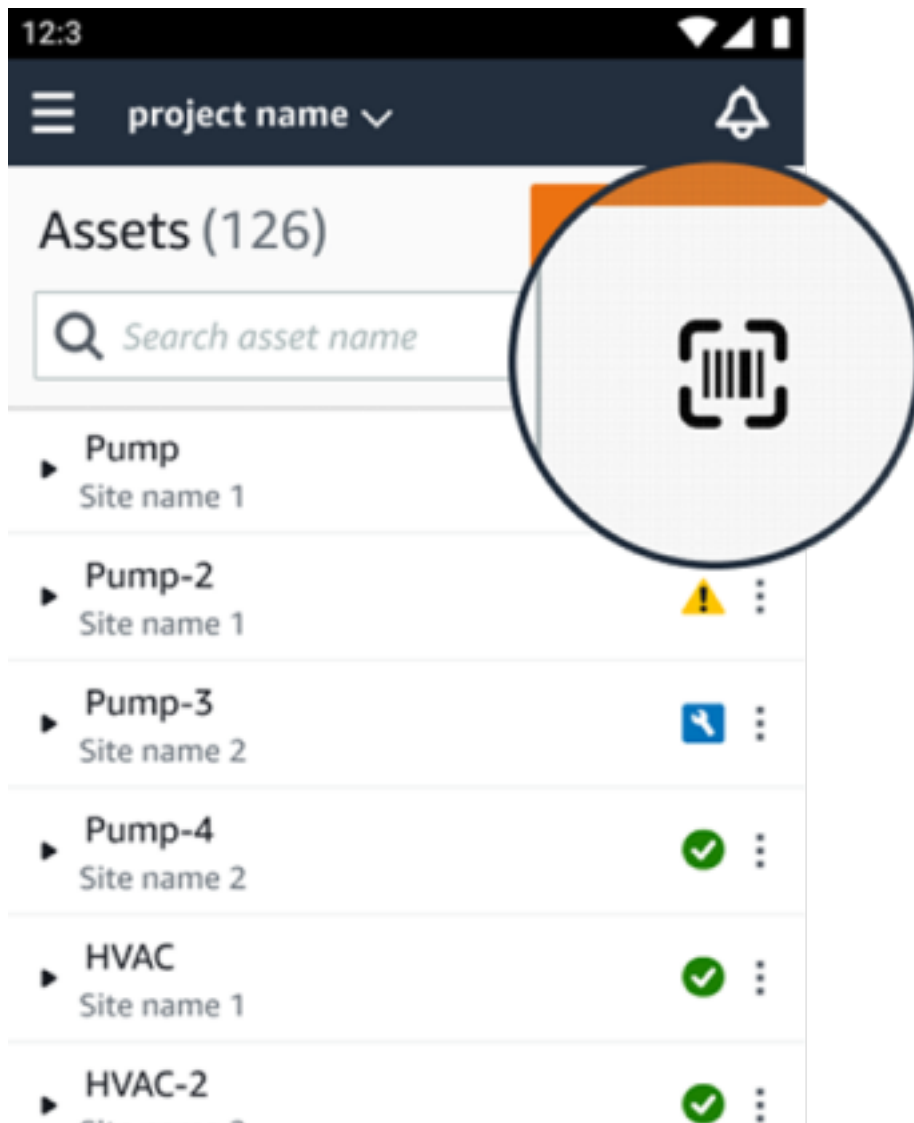 12:3
project name
Assets (126)
Search asset name
Pump
Site name 1
Pump-2
Site name 1
Pump-3
Site name 2
Pump-4
Site name 2
HVAC
Site name 1
HVAC-2